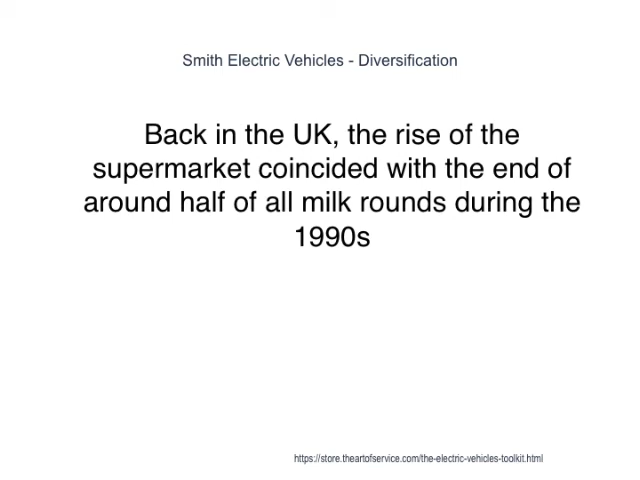 Smith Electric Vehicles - Diversification
Back in the UK, the rise of the
supermarket coincided with the end of
around half of all milk rounds during the
1990s
https://store.theartofservice.com/the-electric-vehicles-toolkit.html